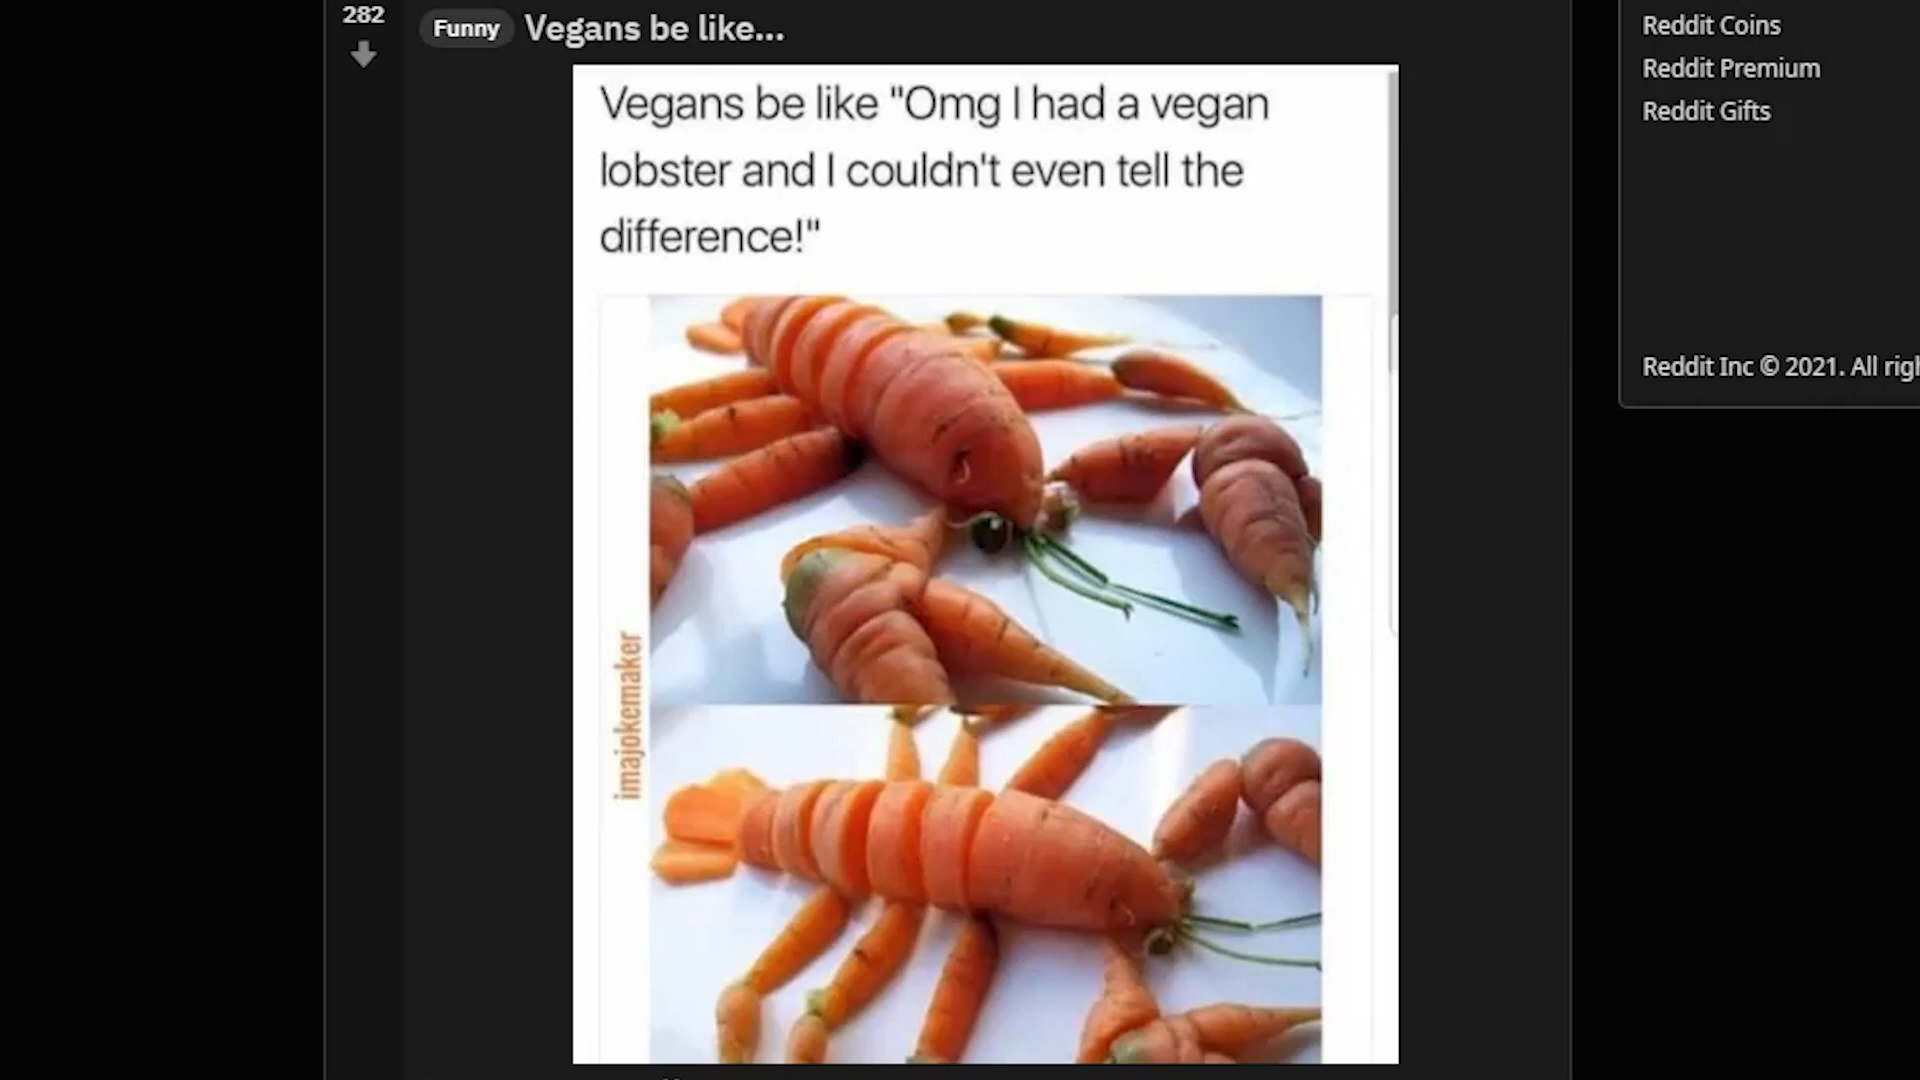 282
Funny
Vegans be like...
Vegans be like "Omg I had a vegan
lobster and I couldn't even tell the
difference!"
imajokemaker
Reddit Coins
Reddit Premium
Reddit Gifts
Reddit Inc © 2021. All